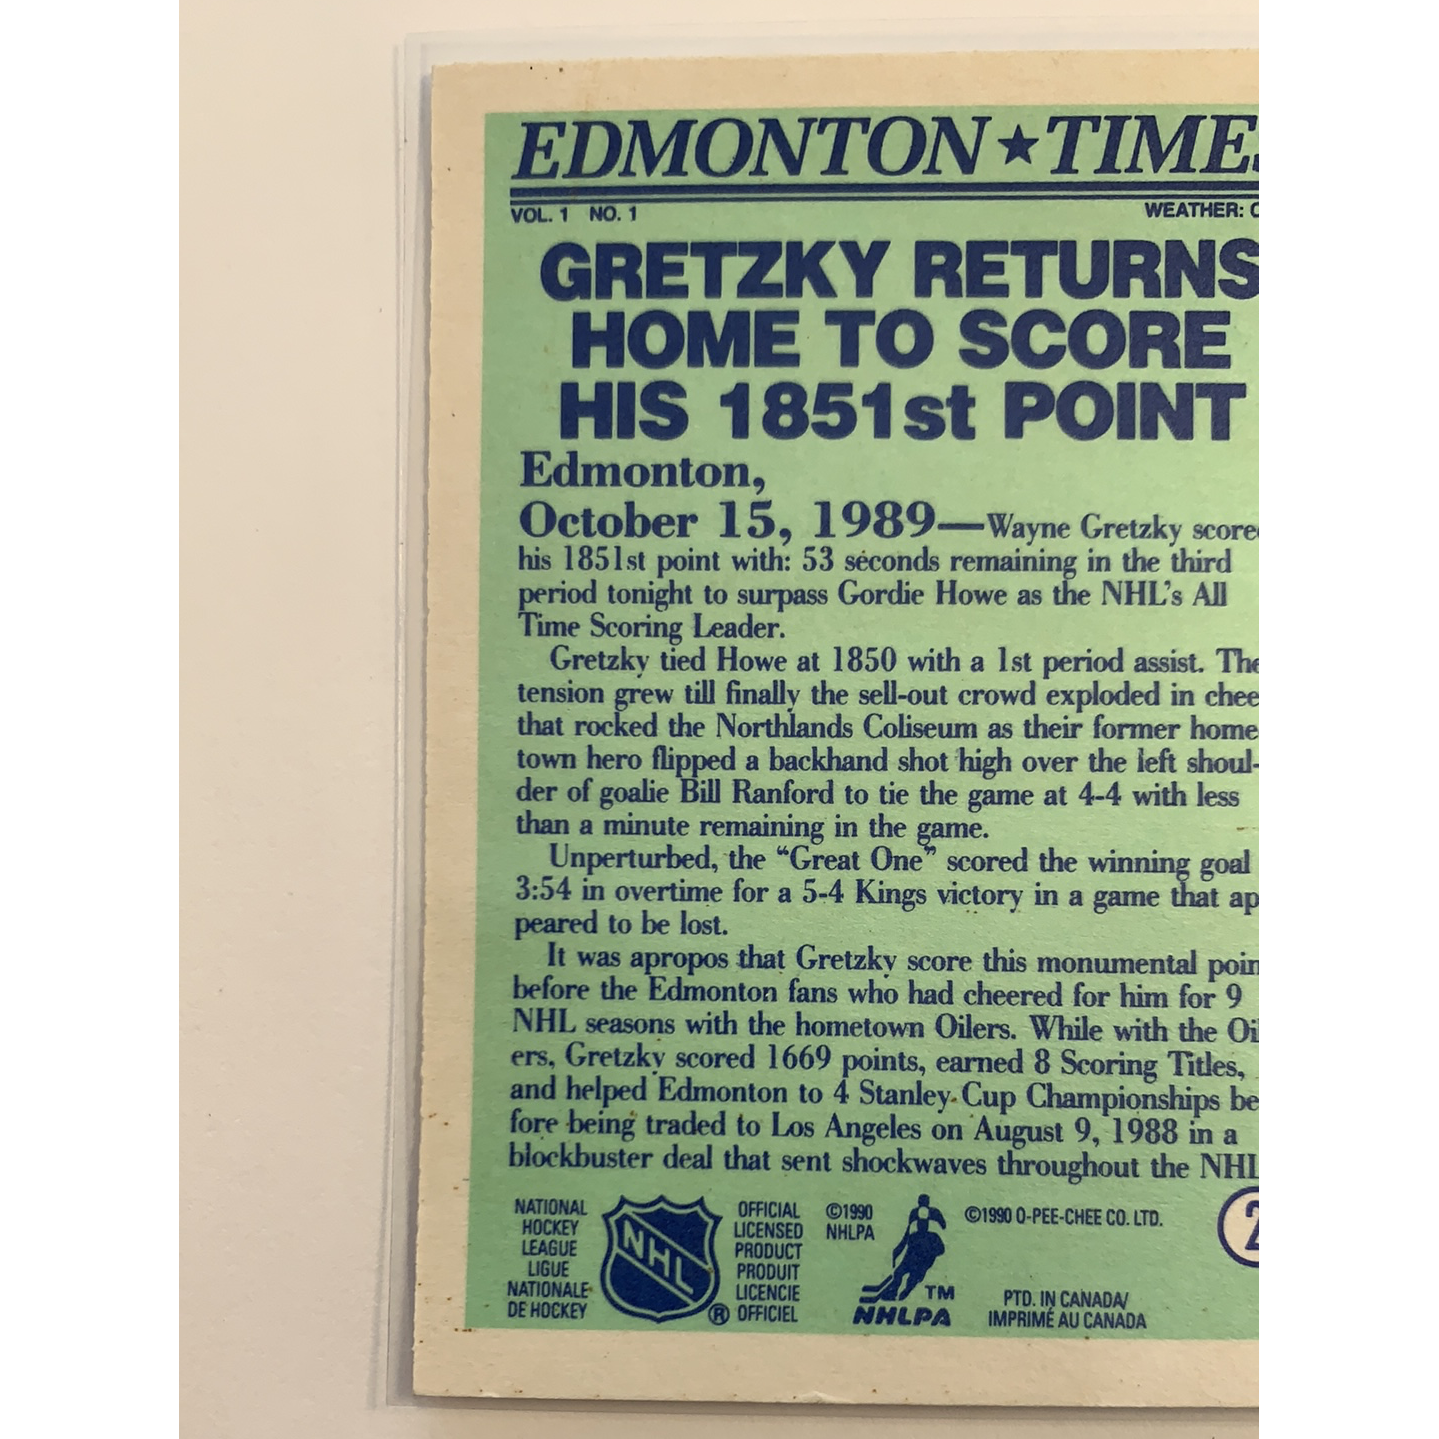 EDMONTON★TIMES
VOL. 1 NO. 1 WEATHER:
GRETZKY RETURNS
HOME TO SCORE
HIS 1851st POINT
Edmonton,
October 15, 1989—Wayne Gretzky score
his 1851st point with: 53 seconds remaining in the third
period tonight to surpass Gordie Howe as the NHL's All
Time Scoring Leader.
Gretzky tied Howe at 1850 with a 1st period assist. The
tension grew till finally the sell-out crowd exploded in chee
that rocked the Northlands Coliseum as their former home
town hero flipped a backhand shot high over the left shoul-
der of goalie Bill Ranford to tie the game at 4-4 with less
than a minute remaining in the game.
Unperturbed, the “Great One” scored the winning goal
3:54 in overtime for a 5-4 Kings victory in a game that ap
peared to be lost.
It was apropos that Gretzky score this monumental poin
before the Edmonton fans who had cheered for him for 9
NHL seasons with the hometown Oilers. While with the Oil
ers, Gretzky scored 1669 points, earned 8 Scoring Titles,
and helped Edmonton to 4 Stanley Cup Championships be
fore being traded to Los Angeles on August 9, 1988 in a
blockbuster deal that sent shockwaves throughout the NHL
NATIONAL
HOCKEY
LEAGUE
LIGUE
NATIONALE
DE HOCKEY
NHL
®
OFFICIAL
LICENSED
PRODUCT
PRODUIT
LICENCIE
OFFICIEL
©1990
NHLPA
TM
NHLPA
©1990 O-PEE-CHEE CO. LTD.
PTD. IN CANADA/
IMPRIMÉ AU CANADA
2